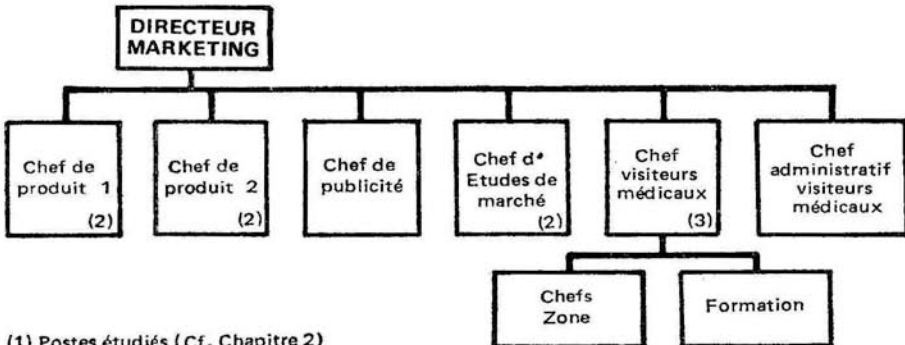 DIRECTEUR
MARKETING
Chef de
produit 1
(2)
Chef de
produit 2
(2)
Chef de
publicité
Chef d'
Etudes de
marché
(2)
Chef
visiteurs
médicaux
(3)
Chef
administratif
visiteurs
médicaux
Chefs
Zone
Formation
(1) Postes étudiés (Cf. Chapitre 2)